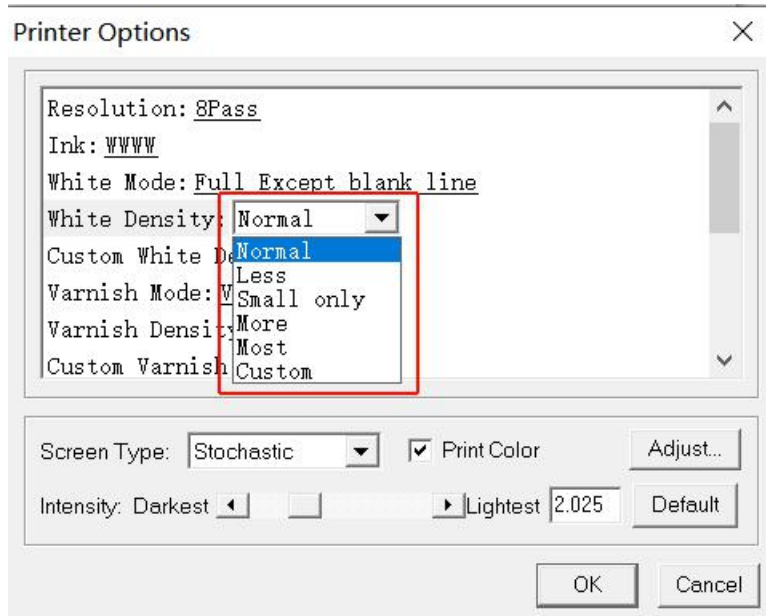 Printer Options
Resolution: 8Pass
Ink: WWWW
White Mode: Full Except blank line
White Density: Normal
Normal
Less
Small only
More
Most
Custom
Custom White De
Varnish Mode: V
Varnish Density
Custom Varnish
Screen Type: Stochastic Print Color Adjust...
Intensity: Darkest Lightest 2.025 Default
OK Cancel